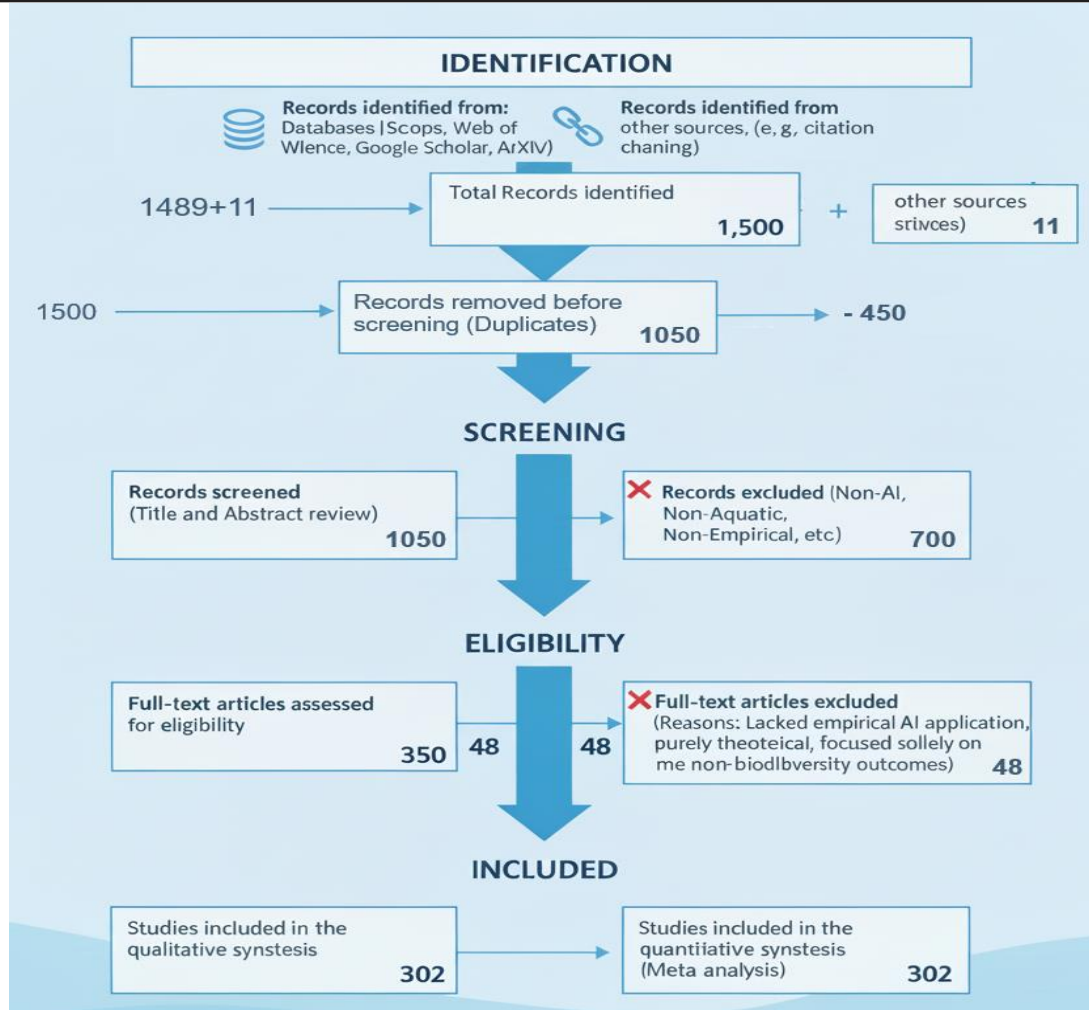 IDENTIFICATION
Records identified from:
Databases |Scops, Web of
Wlence, Google Scholar, ArXIV)
Records identified from
other sources, (e, g, citation
chaning)
1489+11
Total Records identified
1,500
+
other sources
srivces)
11
1500
Records removed before
screening (Duplicates)
1050
- 450
SCREENING
Records screened
(Title and Abstract review)
1050
Records excluded (Non-AI,
Non-Aquatic,
Non-Empirical, etc)
700
ELIGIBILITY
Full-text articles assessed
for eligibility
350
48
48
Full-text articles excluded
(Reasons: Lacked empirical AI application,
purely theoteical, focused sollely on
me non-biodlbversity outcomes)
48
INCLUDED
Studies included in the
qualitative synstesis
302
Studies included in the
quantiiative synstesis
(Meta analysis)
302